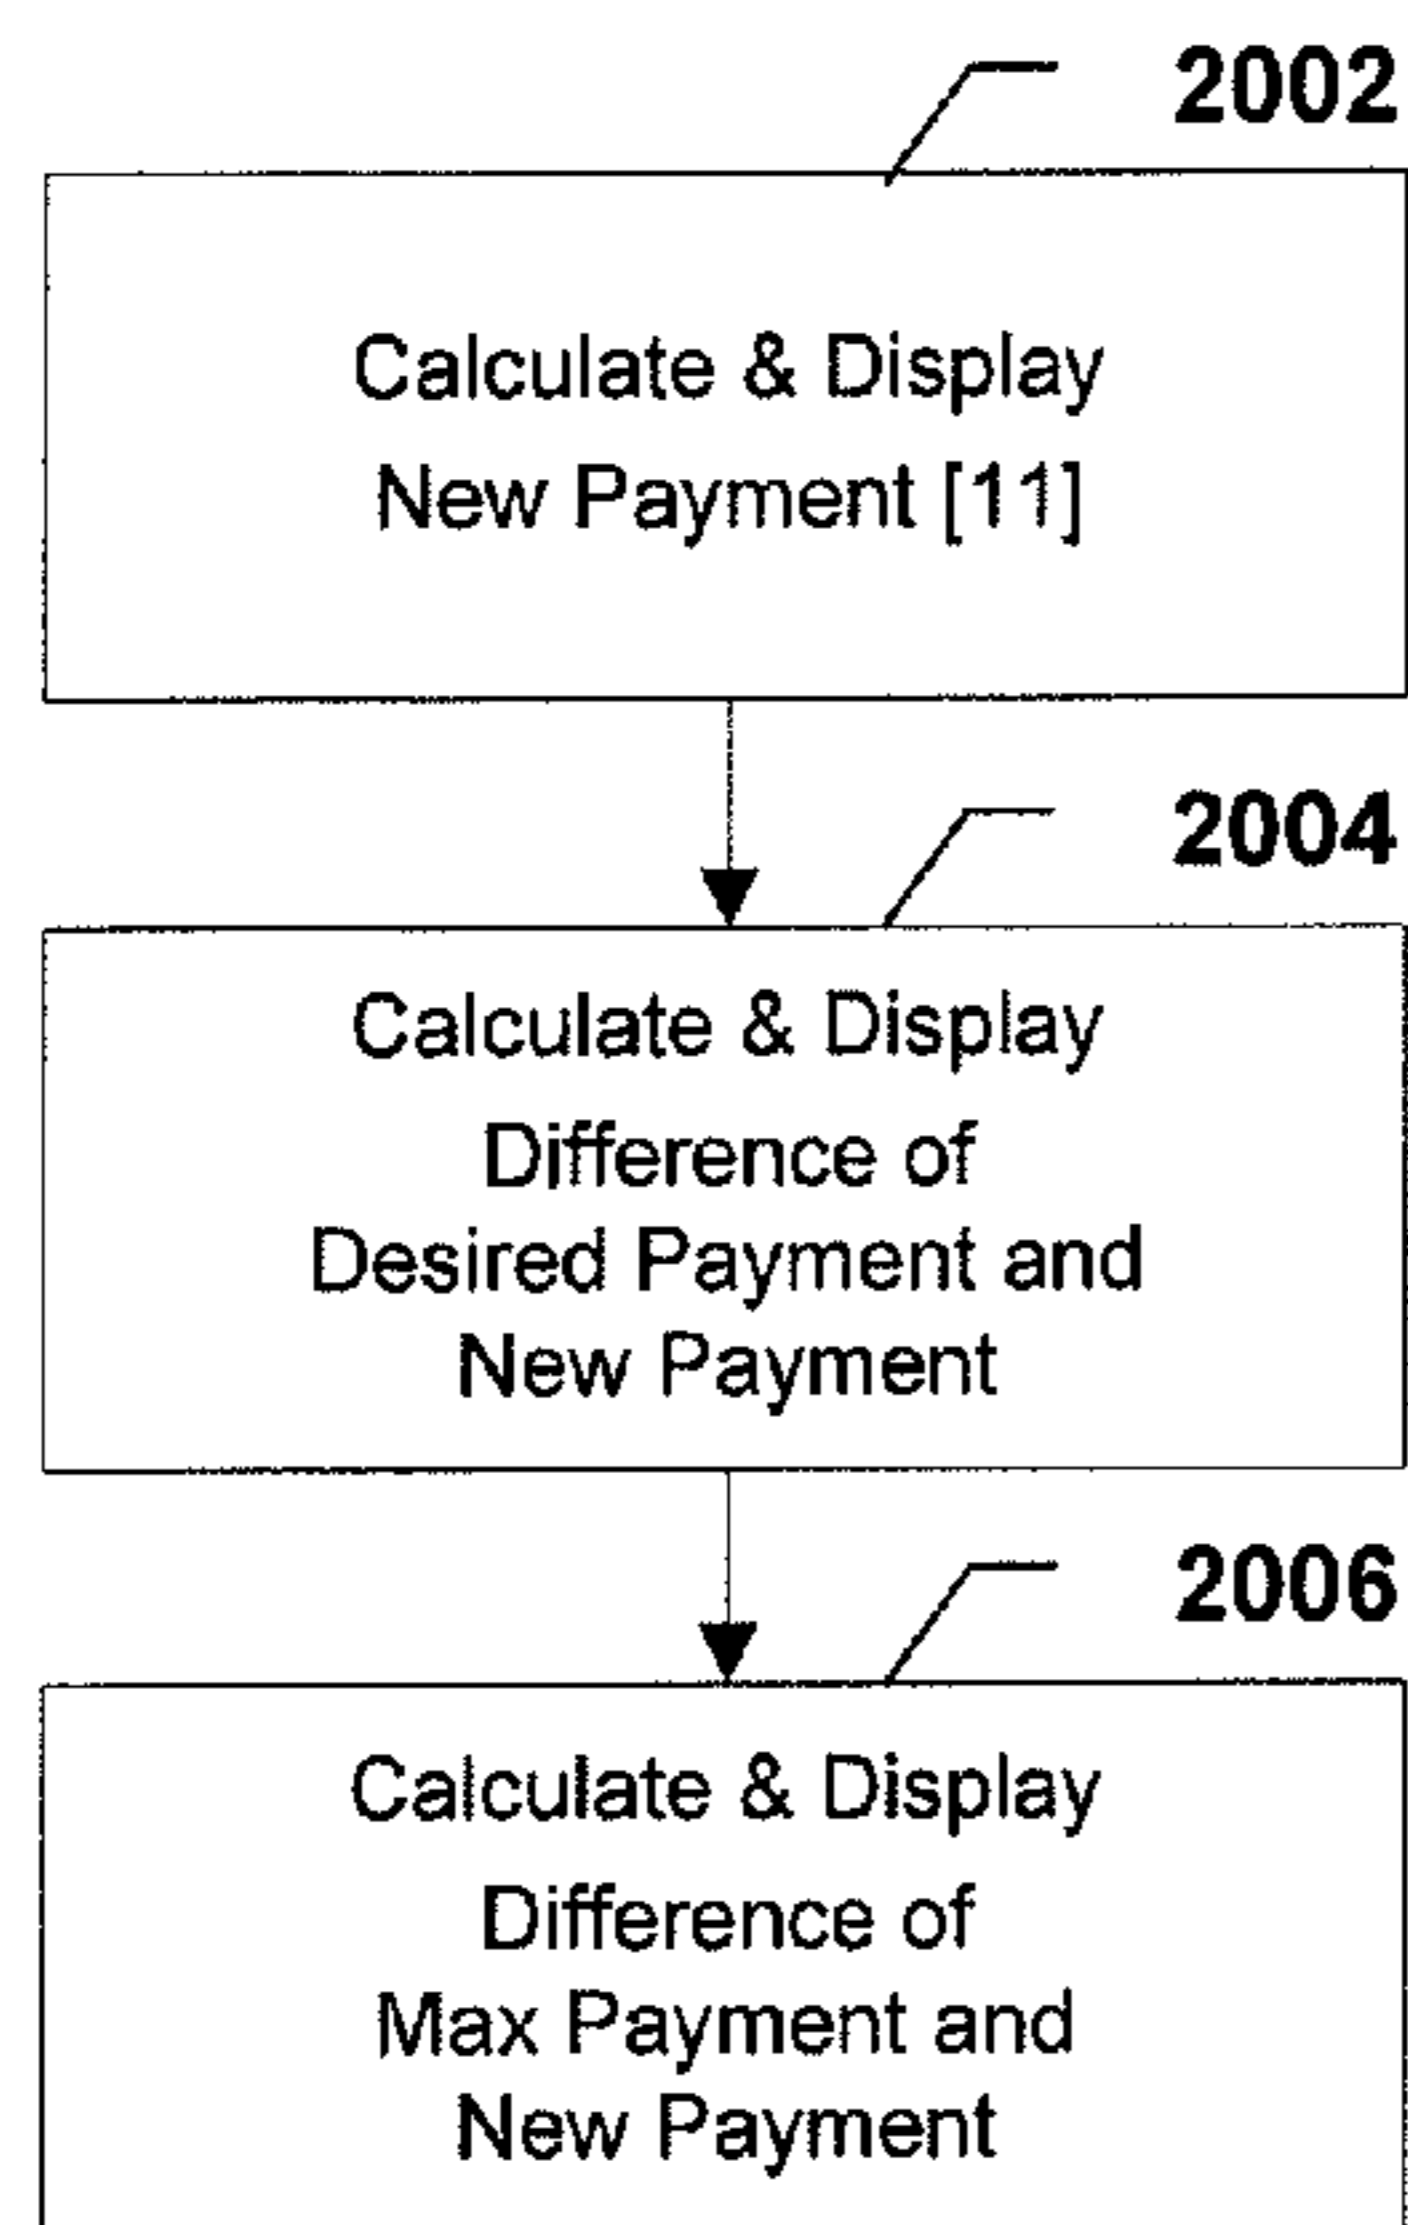 2002
Calculate & Display
New Payment [11]
2004
Calculate & Display
Difference of
Desired Payment and
New Payment
2006
Calculate & Display
Difference of
Max Payment and
New Payment